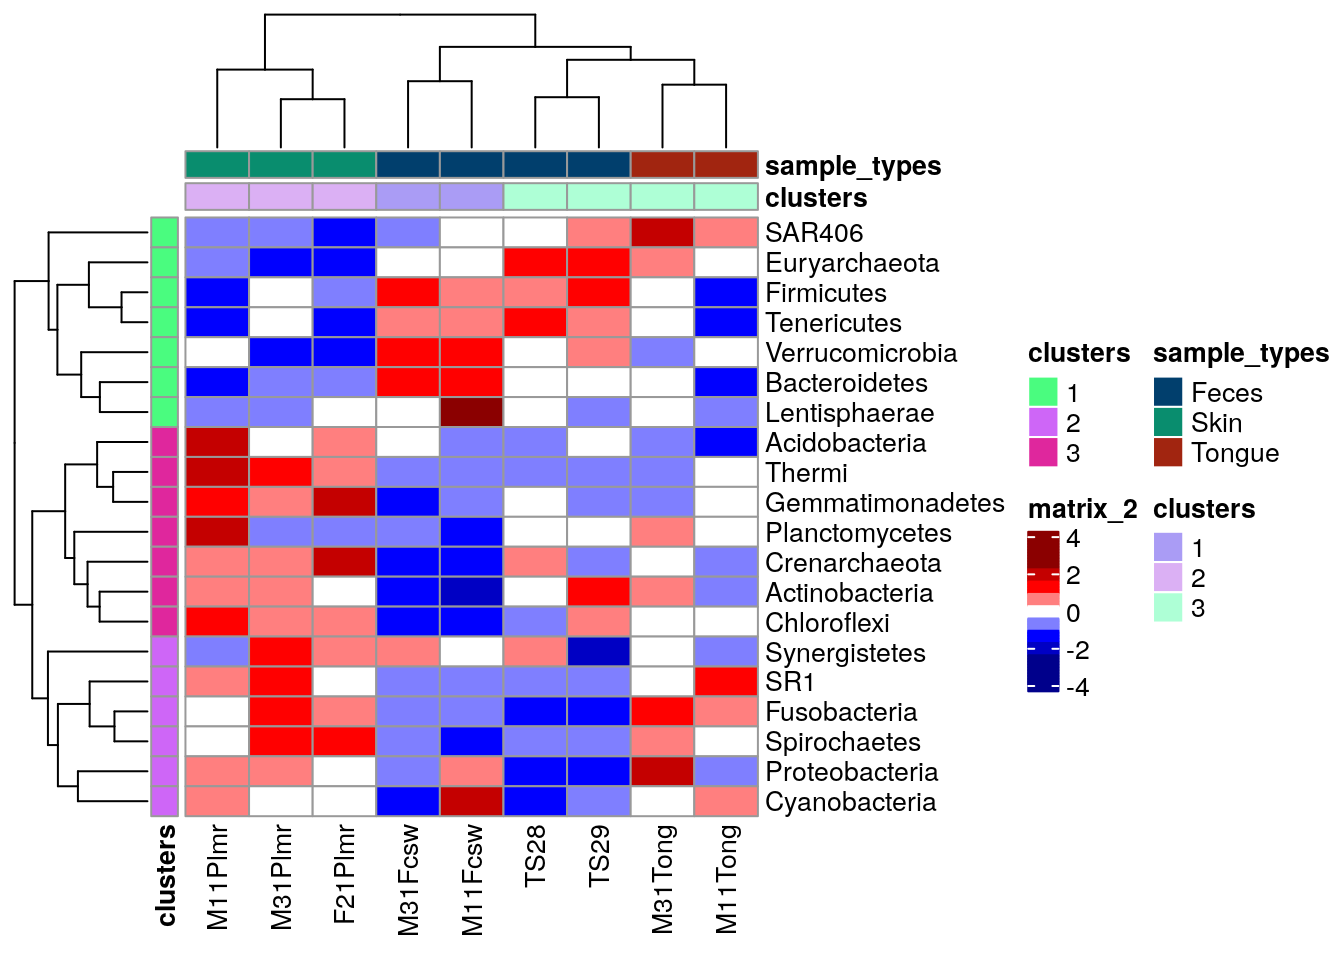 sample_types
clusters
SAR406
Euryarchaeota
Firmicutes
Tenericutes
Verrucomicrobia
Bacteroidetes
Lentisphaerae
Acidobacteria
Thermi
Gemmatimonadetes
Planctomycetes
Crenarchaeota
Actinobacteria
Chloroflexi
Synergistetes
SR1
Fusobacteria
Spirochaetes
Proteobacteria
Cyanobacteria
clusters
M11Plmr
M31Plmr
F21Plmr
M31Fcsw
M11Fcsw
TS28
TS29
M31Tong
M11Tong
clusters
1
2
3
sample_types
Feces
Skin
Tongue
matrix_2
4
2
0
-2
-4
clusters
1
2
3